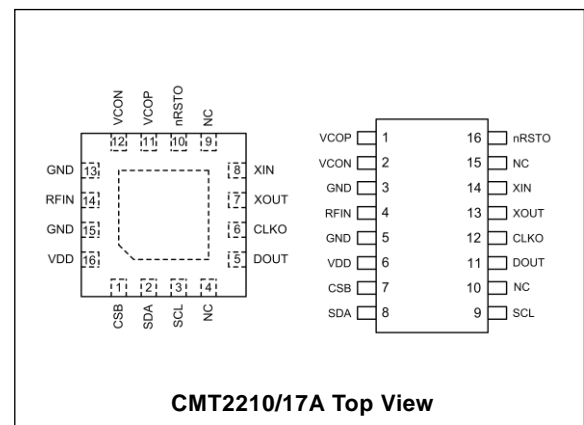 VCON VCOP nRSTO NC
12 11 10 9
GND 13 8 XIN
RFIN 14 7 XOUT
GND 15 6 CLKO
VDD 16 5 DOUT
1 2 3 4
CSB SDA SCL NC
VCOP 1 16 nRSTO
VCON 2 15 NC
GND 3 14 XIN
RFIN 4 13 XOUT
GND 5 12 CLKO
VDD 6 11 DOUT
CSB 7 10 NC
SDA 8 9 SCL
CMT2210/17A Top View